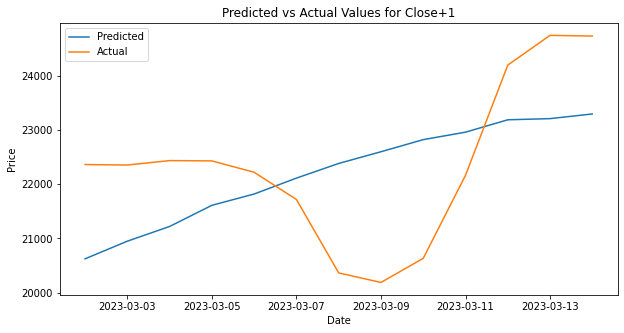 Predicted vs Actual Values for Close+1
Predicted
Actual
24000
23000
22000
21000
20000
Price
2023-03-03
2023-03-05
2023-03-07
2023-03-09
2023-03-11
2023-03-13
Date